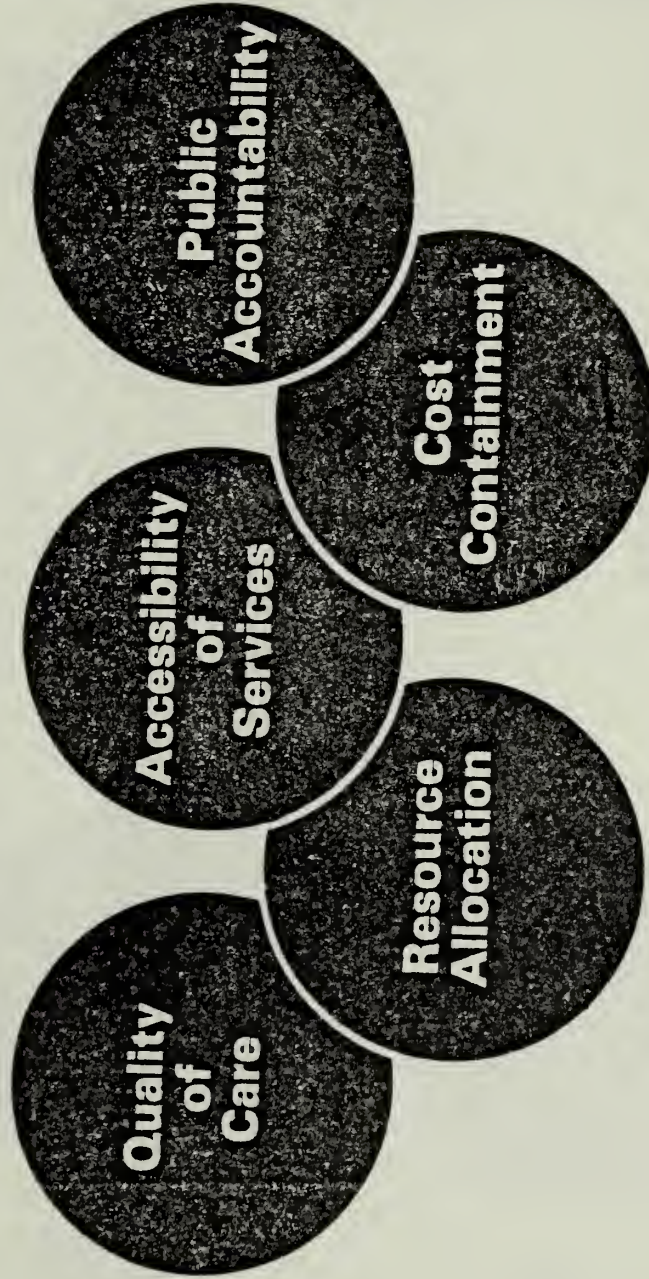 Quality
of
Care
Resource
Allocation
Accessibility
of
Services
Cost
Containment
Public
Accountability